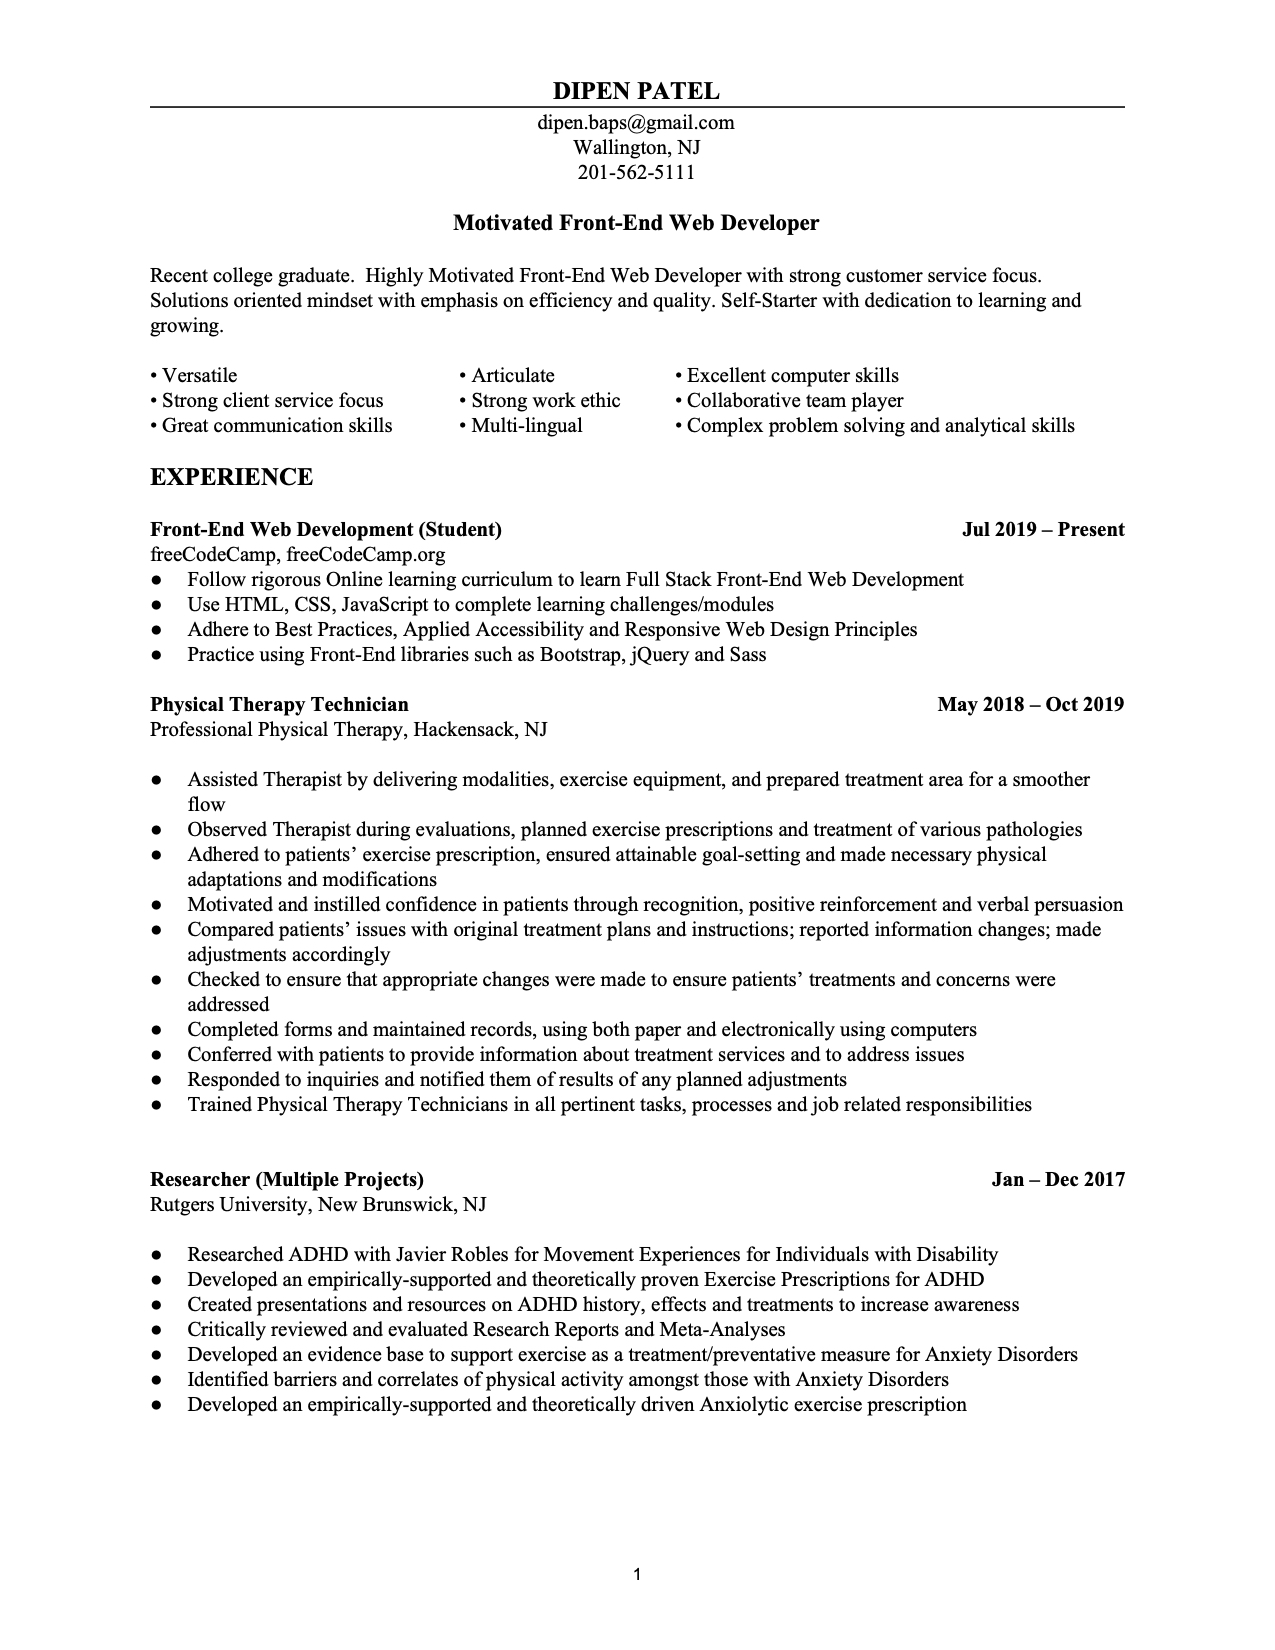 DIPEN PATEL
dipen.baps@gmail.com
Wallington, NJ
201-562-5111
Motivated Front-End Web Developer
Recent college graduate.  Highly Motivated Front-End Web Developer with strong customer service focus.
Solutions oriented mindset with emphasis on efficiency and quality. Self-Starter with dedication to learning and
growing.
• Versatile • Articulate • Excellent computer skills
• Strong client service focus • Strong work ethic • Collaborative team player
• Great communication skills • Multi-lingual • Complex problem solving and analytical skills
EXPERIENCE
Front-End Web Development (Student) Jul 2019 – Present
freeCodeCamp, freeCodeCamp.org
● Follow rigorous Online learning curriculum to learn Full Stack Front-End Web Development
● Use HTML, CSS, JavaScript to complete learning challenges/modules
● Adhere to Best Practices, Applied Accessibility and Responsive Web Design Principles
● Practice using Front-End libraries such as Bootstrap, jQuery and Sass
Physical Therapy Technician May 2018 – Oct 2019
Professional Physical Therapy, Hackensack, NJ
● Assisted Therapist by delivering modalities, exercise equipment, and prepared treatment area for a smoother
flow
● Observed Therapist during evaluations, planned exercise prescriptions and treatment of various pathologies
● Adhered to patients’ exercise prescription, ensured attainable goal-setting and made necessary physical
adaptations and modifications
● Motivated and instilled confidence in patients through recognition, positive reinforcement and verbal persuasion
● Compared patients’ issues with original treatment plans and instructions; reported information changes; made
adjustments accordingly
● Checked to ensure that appropriate changes were made to ensure patients’ treatments and concerns were
addressed
● Completed forms and maintained records, using both paper and electronically using computers
● Conferred with patients to provide information about treatment services and to address issues
● Responded to inquiries and notified them of results of any planned adjustments
● Trained Physical Therapy Technicians in all pertinent tasks, processes and job related responsibilities
Researcher (Multiple Projects) Jan – Dec 2017
Rutgers University, New Brunswick, NJ
● Researched ADHD with Javier Robles for Movement Experiences for Individuals with Disability
● Developed an empirically-supported and theoretically proven Exercise Prescriptions for ADHD
● Created presentations and resources on ADHD history, effects and treatments to increase awareness
● Critically reviewed and evaluated Research Reports and Meta-Analyses
● Developed an evidence base to support exercise as a treatment/preventative measure for Anxiety Disorders
● Identified barriers and correlates of physical activity amongst those with Anxiety Disorders
● Developed an empirically-supported and theoretically driven Anxiolytic exercise prescription
1